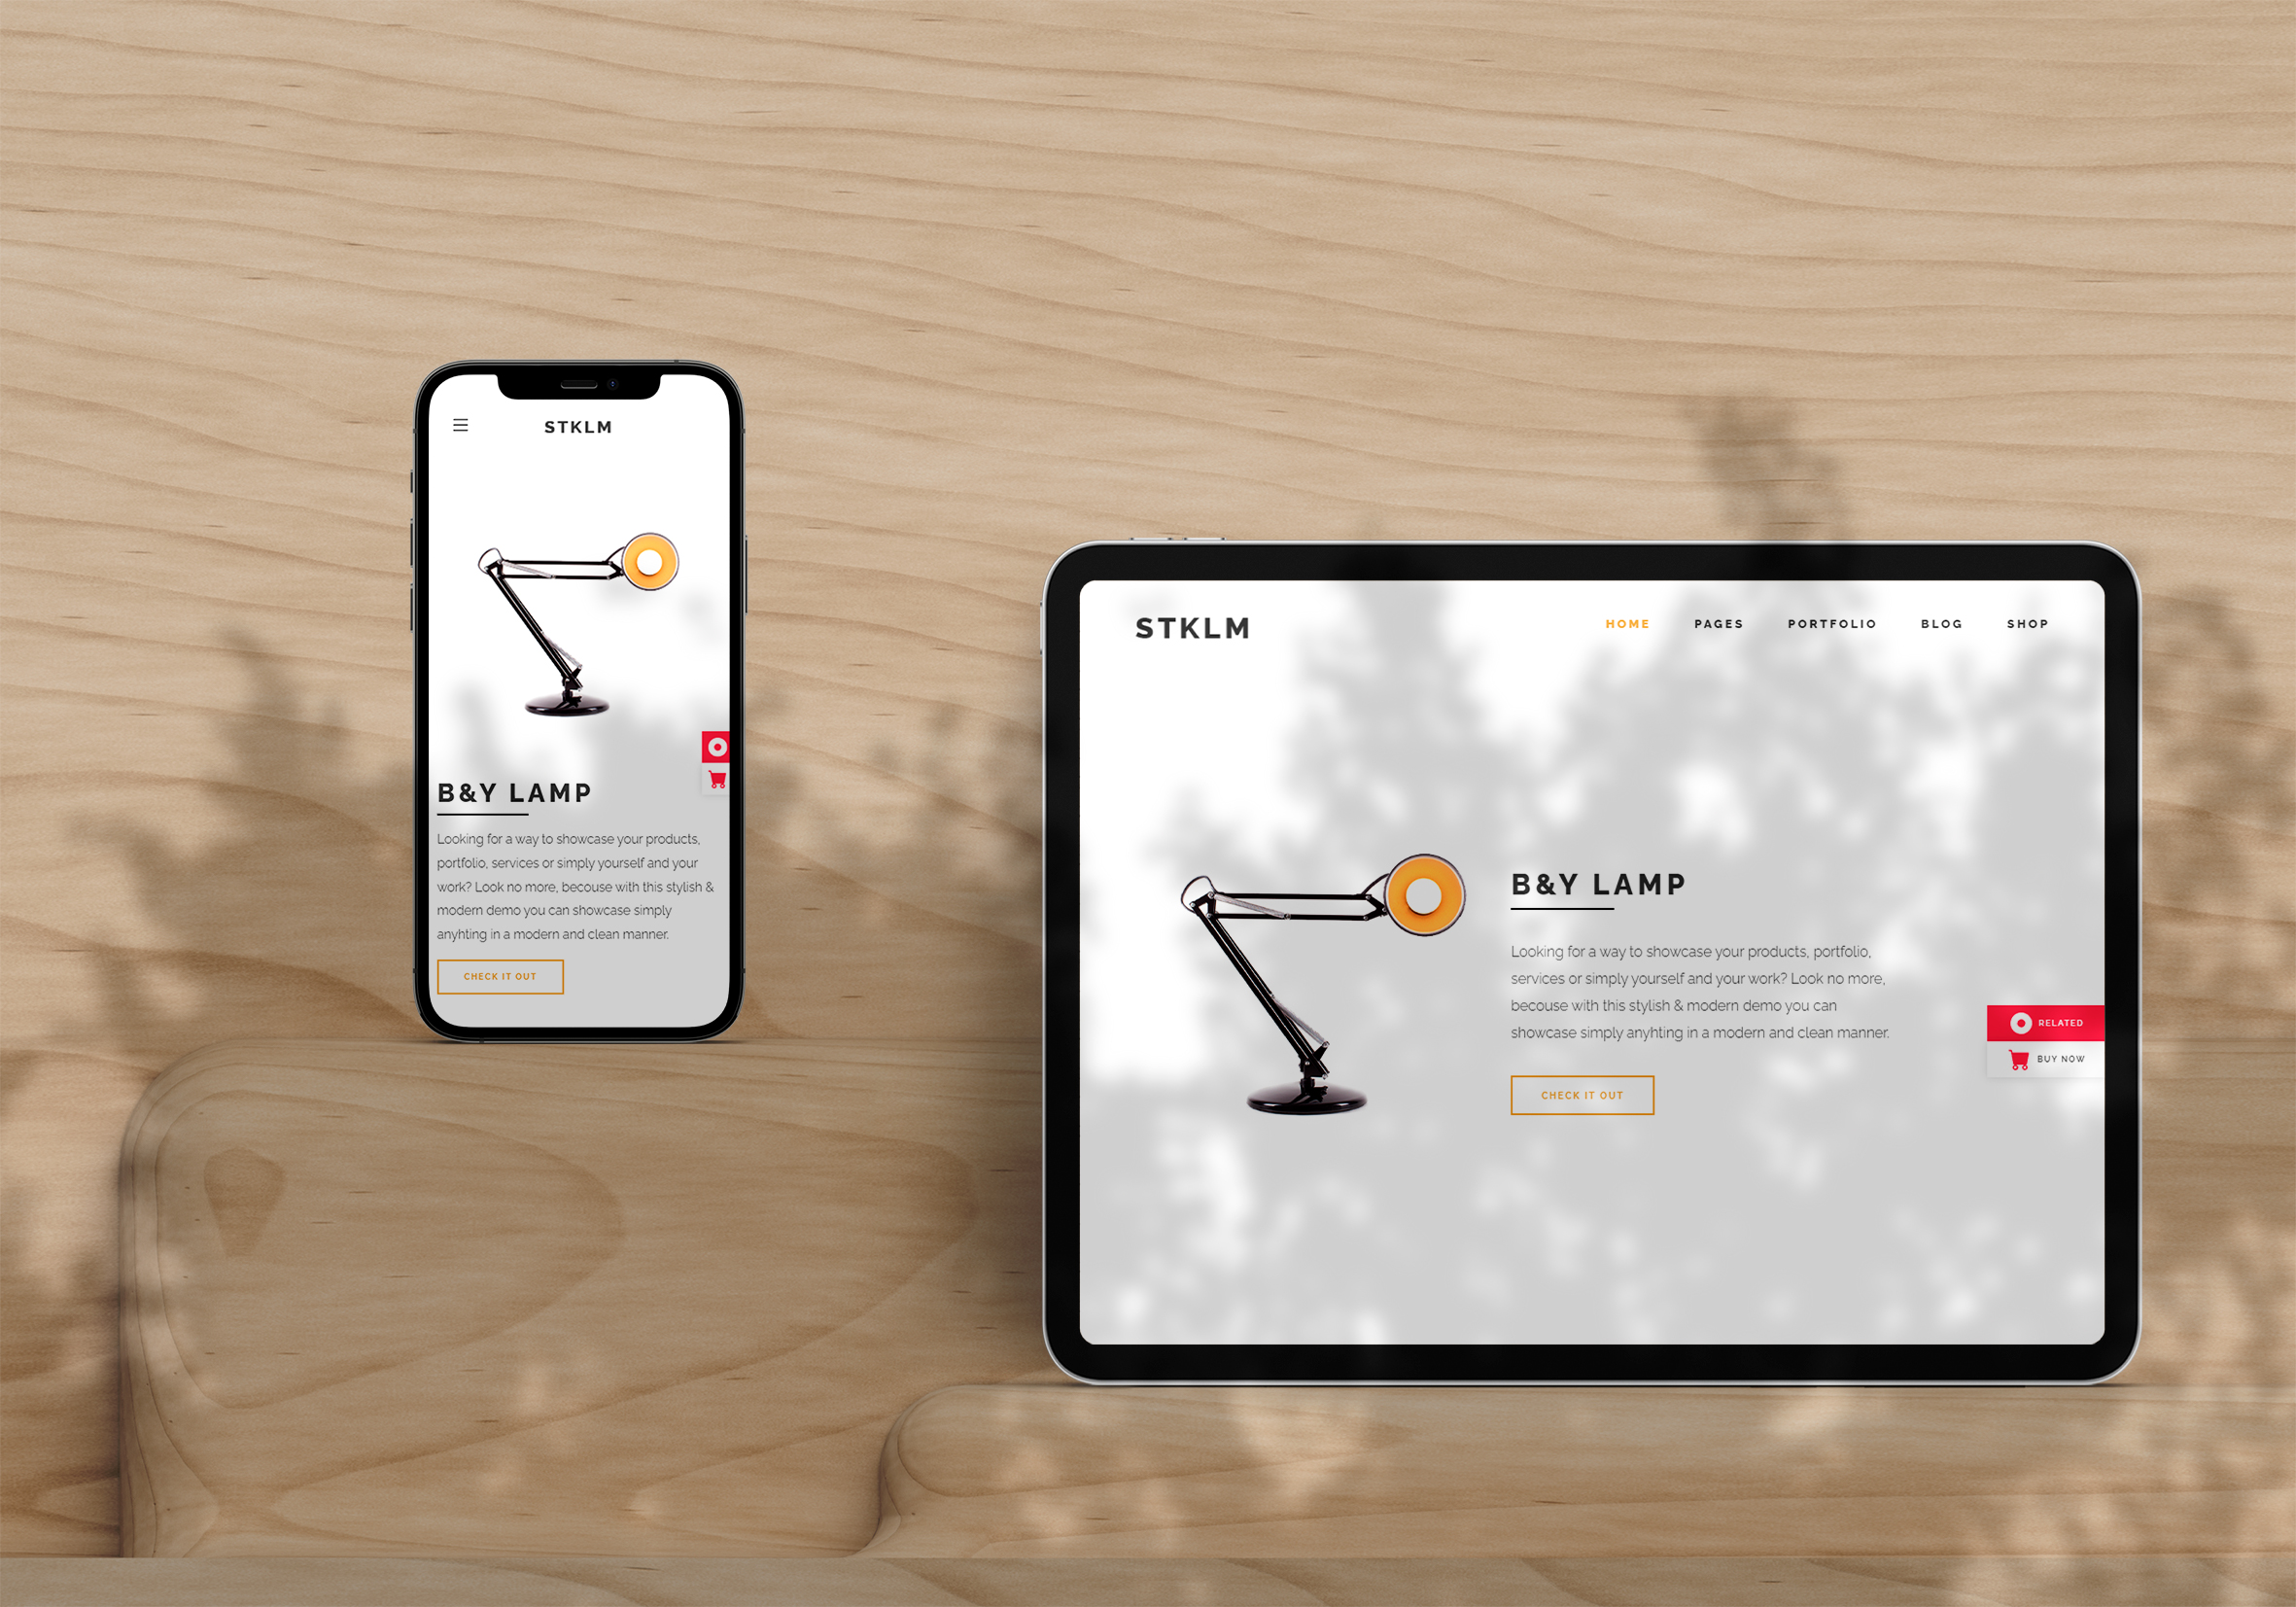 STKLM
B&Y LAMP
Looking for a way to showcase your products,
portfolio, services or simply yourself and your
work? Look no more, becouse with this stylish &
modern demo you can showcase simply
anyhting in a modern and clean manner.
CHECK IT OUT
STKLM
HOME PAGES PORTFOLIO BLOG SHOP
B&Y LAMP
Looking for a way to showcase your products, portfolio,
services or simply yourself and your work? Look no more,
becouse with this stylish & modern demo you can
showcase simply anyhting in a modern and clean manner.
CHECK IT OUT
RELATED
BUY NOW